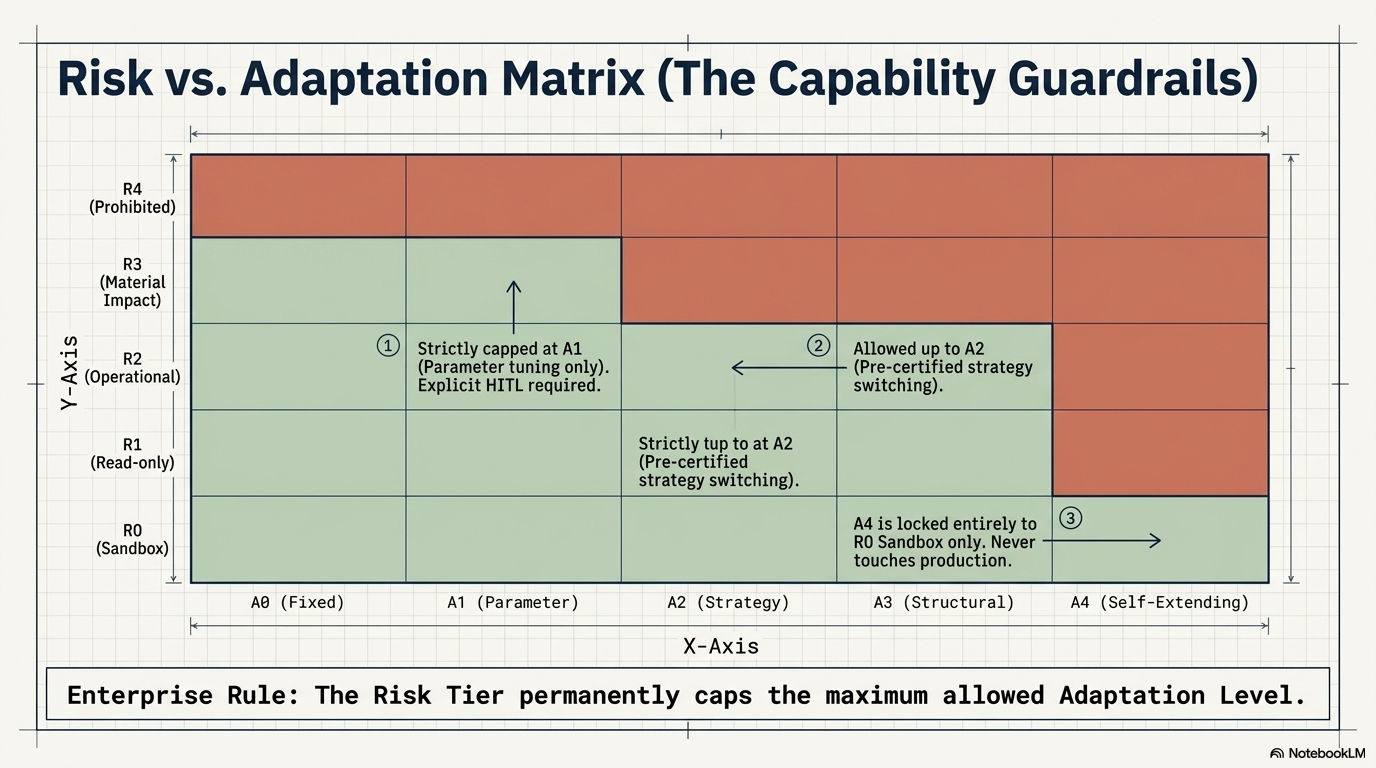 Risk vs. Adaptation Matrix (The Capability Guardrails)
R4
(Prohibited)
R3
(Material
Impact)
Y-Axis
R2
(Operational)
R1
(Read-only)
R0
(Sandbox)
1
Strictly capped at A1
(Parameter tuning only).
Explicit HITL required.
2
Allowed up to A2
(Pre-certified strategy
switching).
Strictly tup to at A2
(Pre-certified
strategy switching).
A4 is locked entirely to
R0 Sandbox only. Never
touches production.
3
A0 (Fixed)
A1 (Parameter)
A2 (Strategy)
A3 (Structural)
A4 (Self-Extending)
X-Axis
Enterprise Rule: The Risk Tier permanently caps the maximum allowed Adaptation Level.
NotebookLM